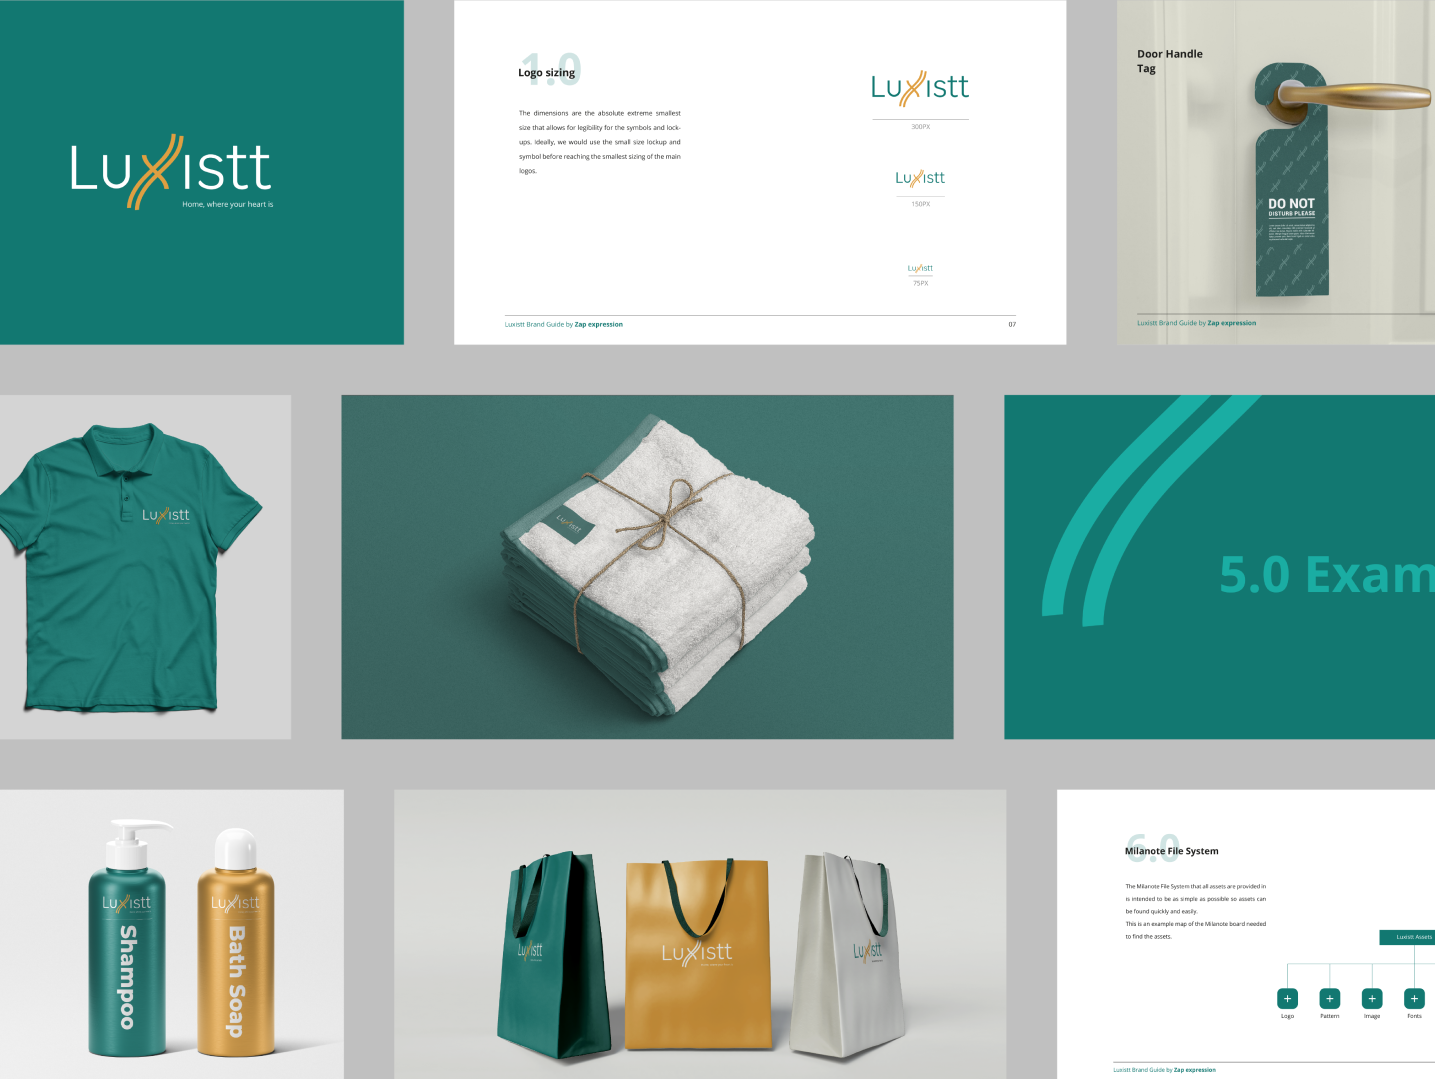 Luxistt
Home, where your heart is
1.0
Logo sizing
The dimensions are the absolute extreme smallest
size that allows for legibility for the symbols and lock-
ups. Ideally, we would use the small size lockup and
symbol before reaching the smallest sizing of the main
logos.
Luxistt
300PX
Luxistt
150PX
Luxistt
75PX
Luxistt Brand Guide by Zap expression
07
Door Handle
Tag
DO NOT
DISTURB PLEASE
Luxistt Brand Guide by Zap expression
Luxistt
Luxistt
5.0 Exam
Luxistt
Shampoo
Luxistt
Bath Soap
Luxistt
Luxistt
Luxistt
6.0
Milanote File System
The Milanote File System that all assets are provided in
is intended to be as simple as possible so assets can
be found quickly and easily.
This is an example map of the Milanote board needed
to find the assets.
Luxistt Assets
Logo
Pattern
Image
Fonts
Luxistt Brand Guide by Zap expression